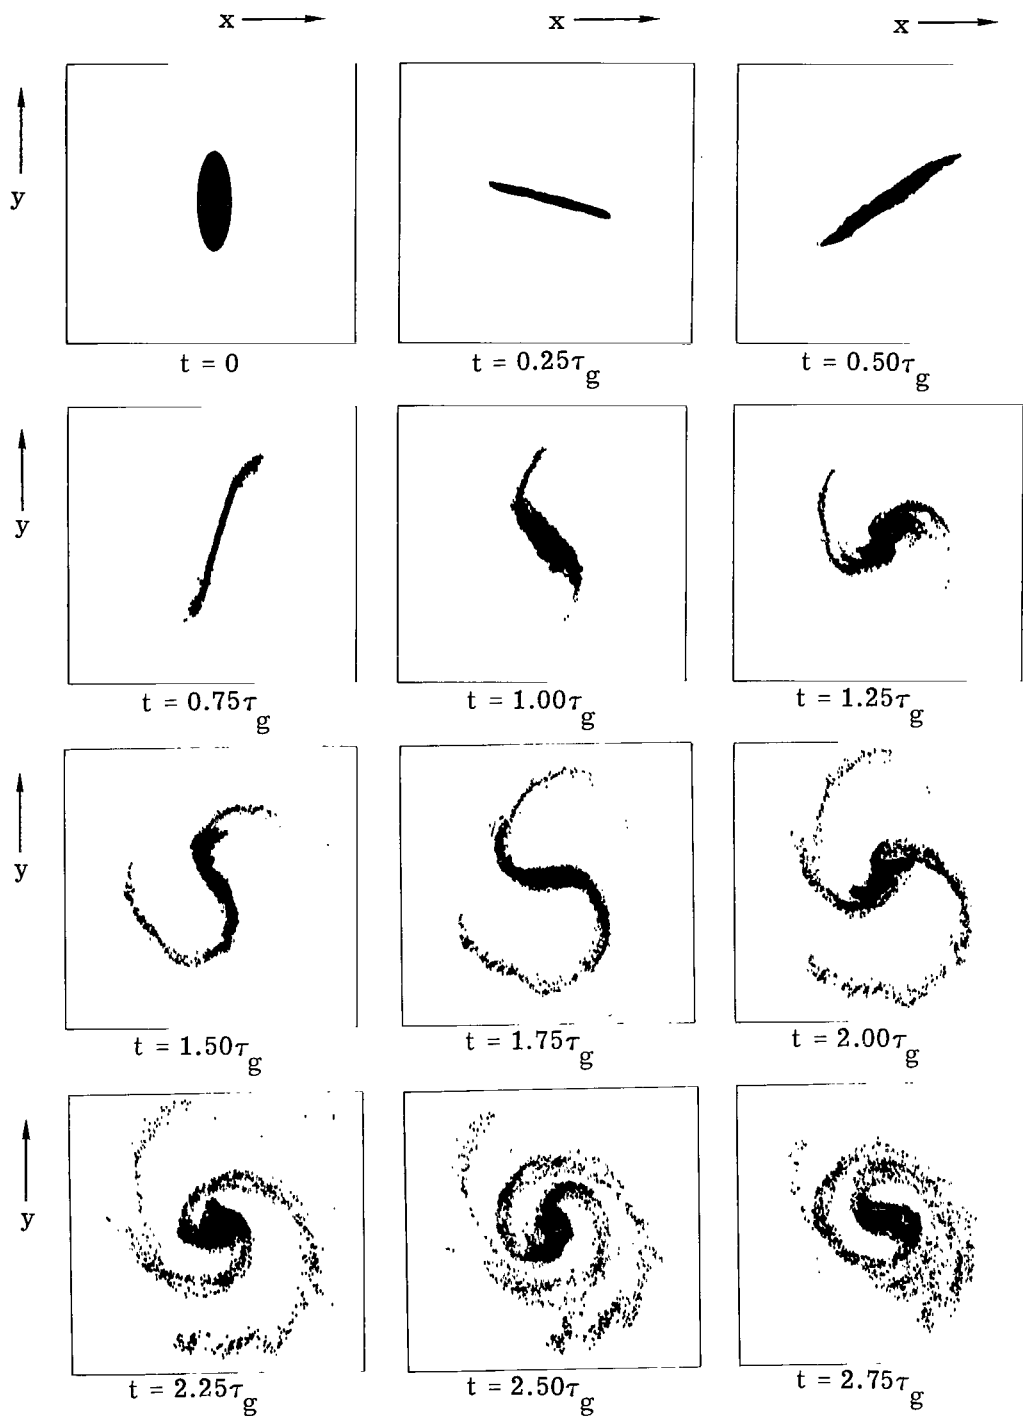 x x x
y
t = 0 t = 0.25τg t = 0.50τg
y
t = 0.75τg t = 1.00τg t = 1.25τg
y
t = 1.50τg t = 1.75τg t = 2.00τg
y
t = 2.25τg t = 2.50τg t = 2.75τg